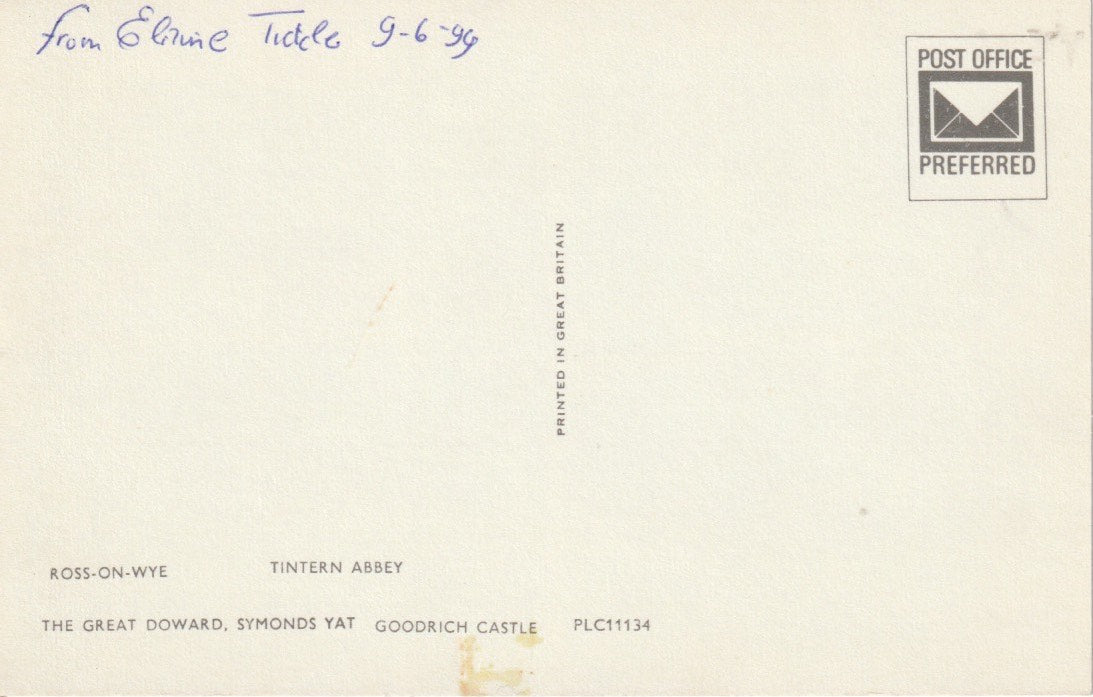 from Elaine Tickle 9-6-94
POST OFFICE
PREFERRED
PRINTED IN GREAT BRITAIN
ROSS-ON-WYE TINTERN ABBEY
THE GREAT DOWARD, SYMONDS YAT GOODRICH CASTLE PLC11134